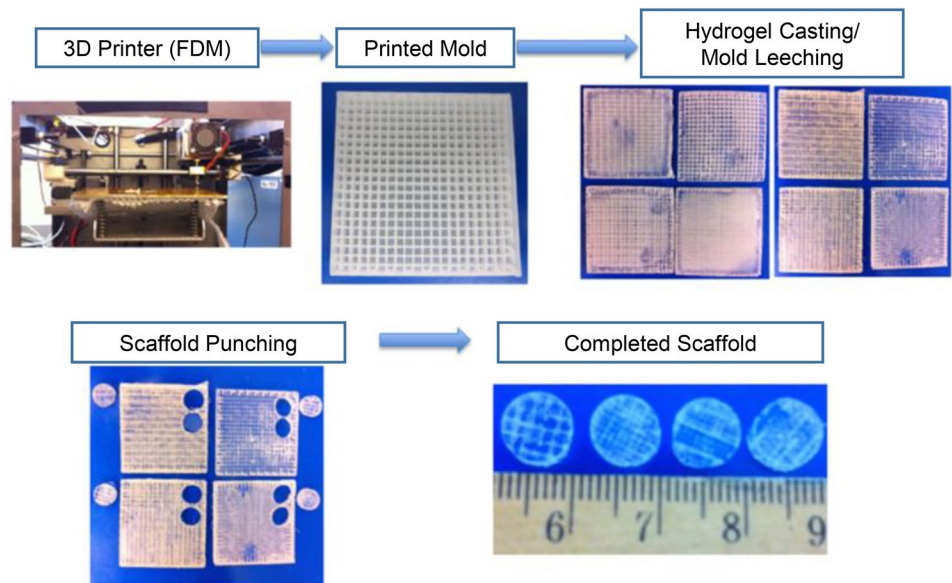 3D Printer (FDM)
Printed Mold
Hydrogel Casting/
Mold Leeching
Scaffold Punching
Completed Scaffold
6 7 8 9